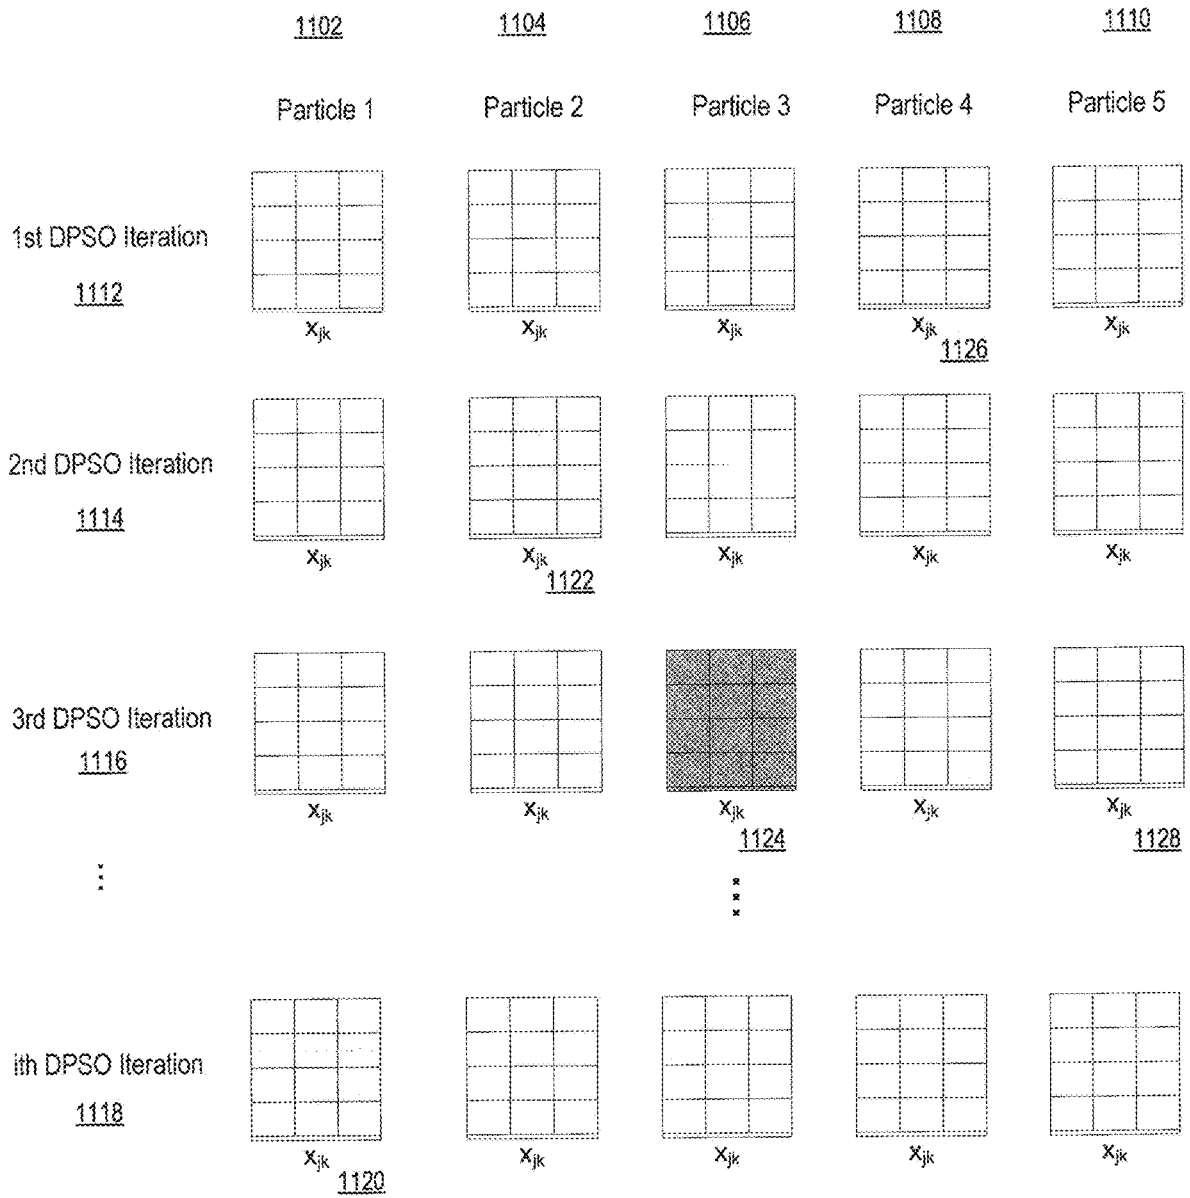 1102 1104 1106 1108 1110
Particle 1 Particle 2 Particle 3 Particle 4 Particle 5
1st DPSO Iteration
1112
xjk xjk xjk xjk xjk
1126
2nd DPSO Iteration
1114
xjk xjk xjk xjk xjk
1122
3rd DPSO Iteration
1116
xjk xjk xjk xjk xjk
1124 1128
ith DPSO Iteration
1118
xjk xjk xjk xjk xjk
1120